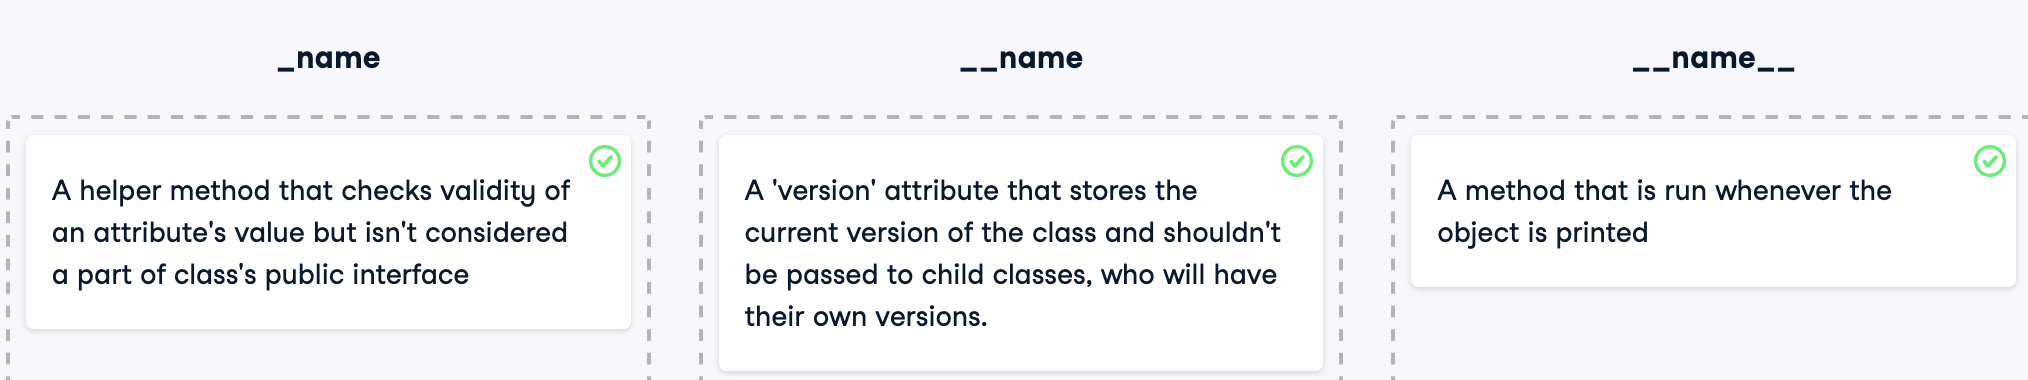 _name
A helper method that checks validity of
an attribute's value but isn't considered
a part of class's public interface
__name
A 'version' attribute that stores the
current version of the class and shouldn't
be passed to child classes, who will have
their own versions.
__name__
A method that is run whenever the
object is printed